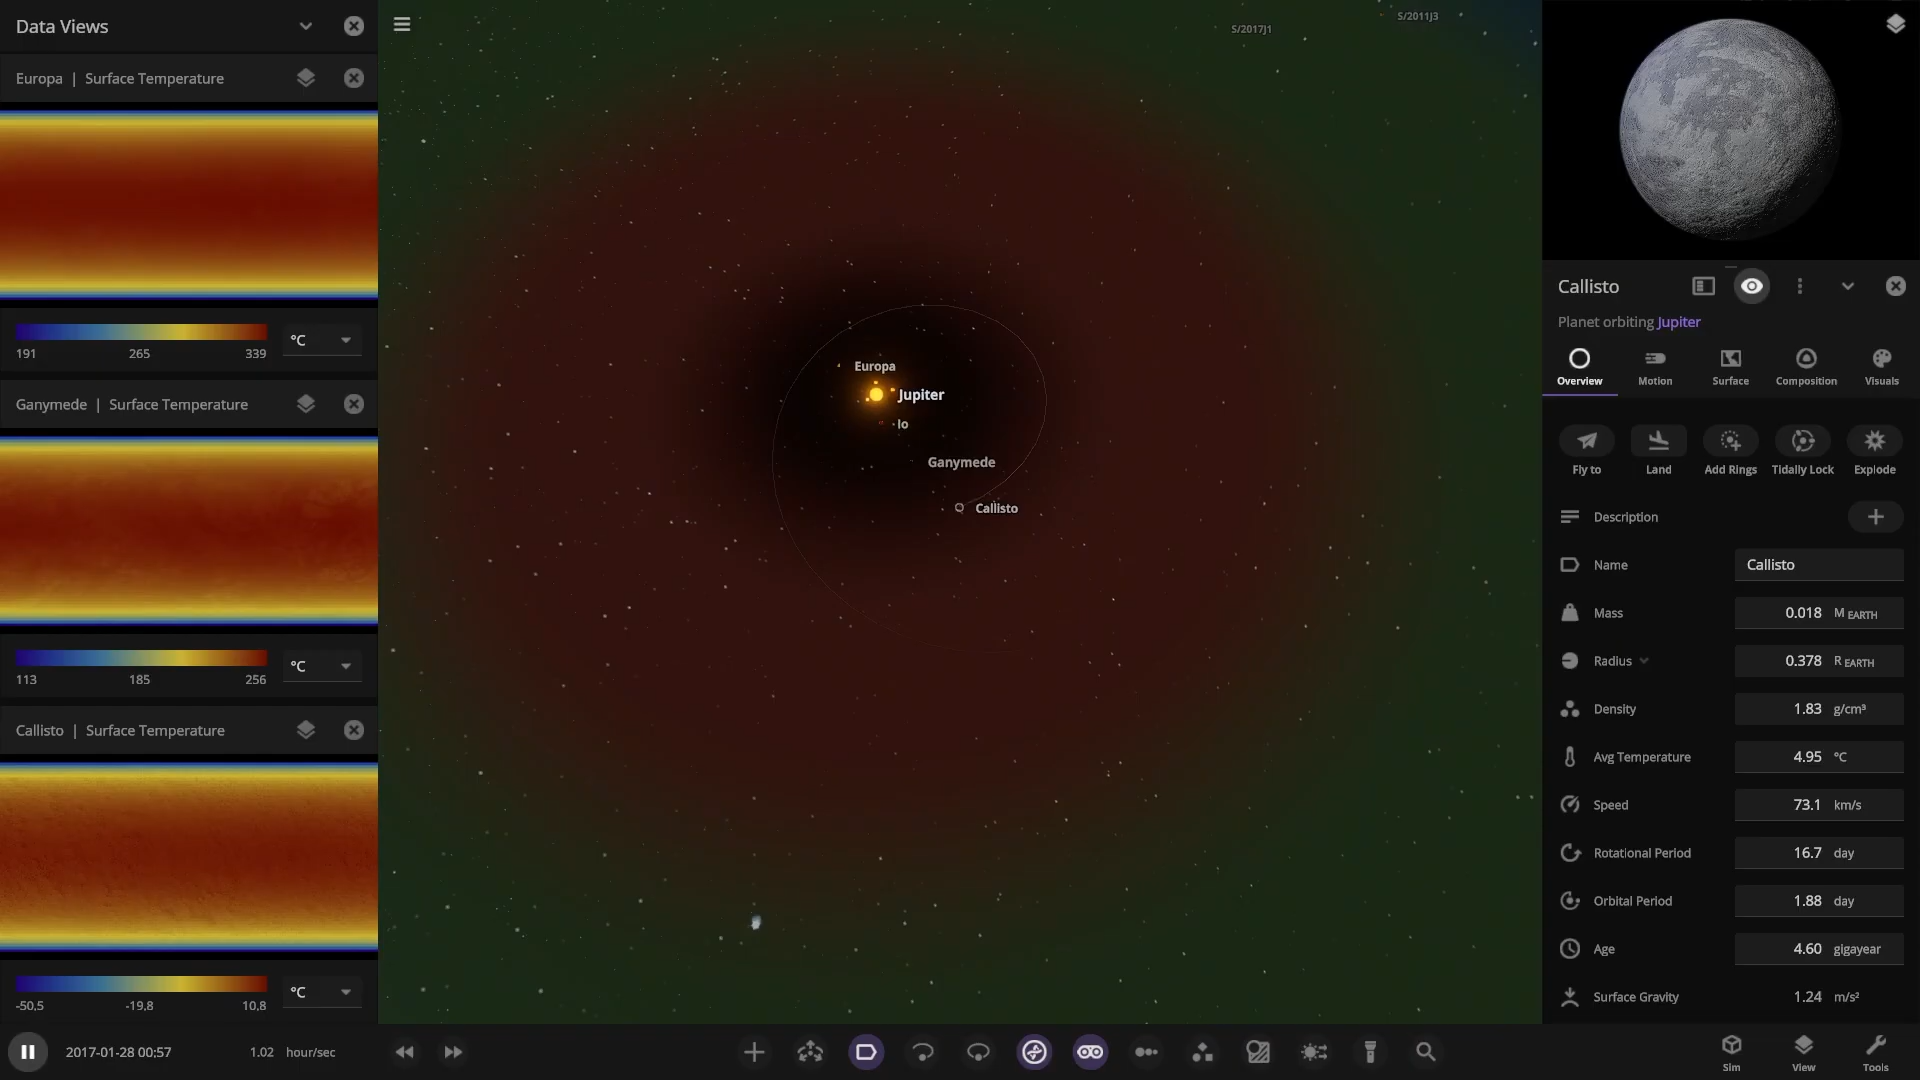 Data Views
Europa | Surface Temperature
191 265 339
°C
Ganymede | Surface Temperature
113 185 256
°C
Callisto | Surface Temperature
-50,5 -19,8 10,8
°C
S/2017J1
S/2011J3
Europa
Jupiter
Io
Ganymede
Callisto
Callisto
Planet orbiting Jupiter
Overview Motion Surface Composition Visuals
Fly to Land Add Rings Tidally Lock Explode
Description
Name Callisto
Mass 0.018 M EARTH
Radius 0.378 R EARTH
Density 1.83 g/cm³
Avg Temperature 4.95 °C
Speed 73.1 km/s
Rotational Period 16.7 day
Orbital Period 1.88 day
Age 4.60 gigayear
Surface Gravity 1.24 m/s²
2017-01-28 00:57 1.02 hour/sec
Sim View Tools